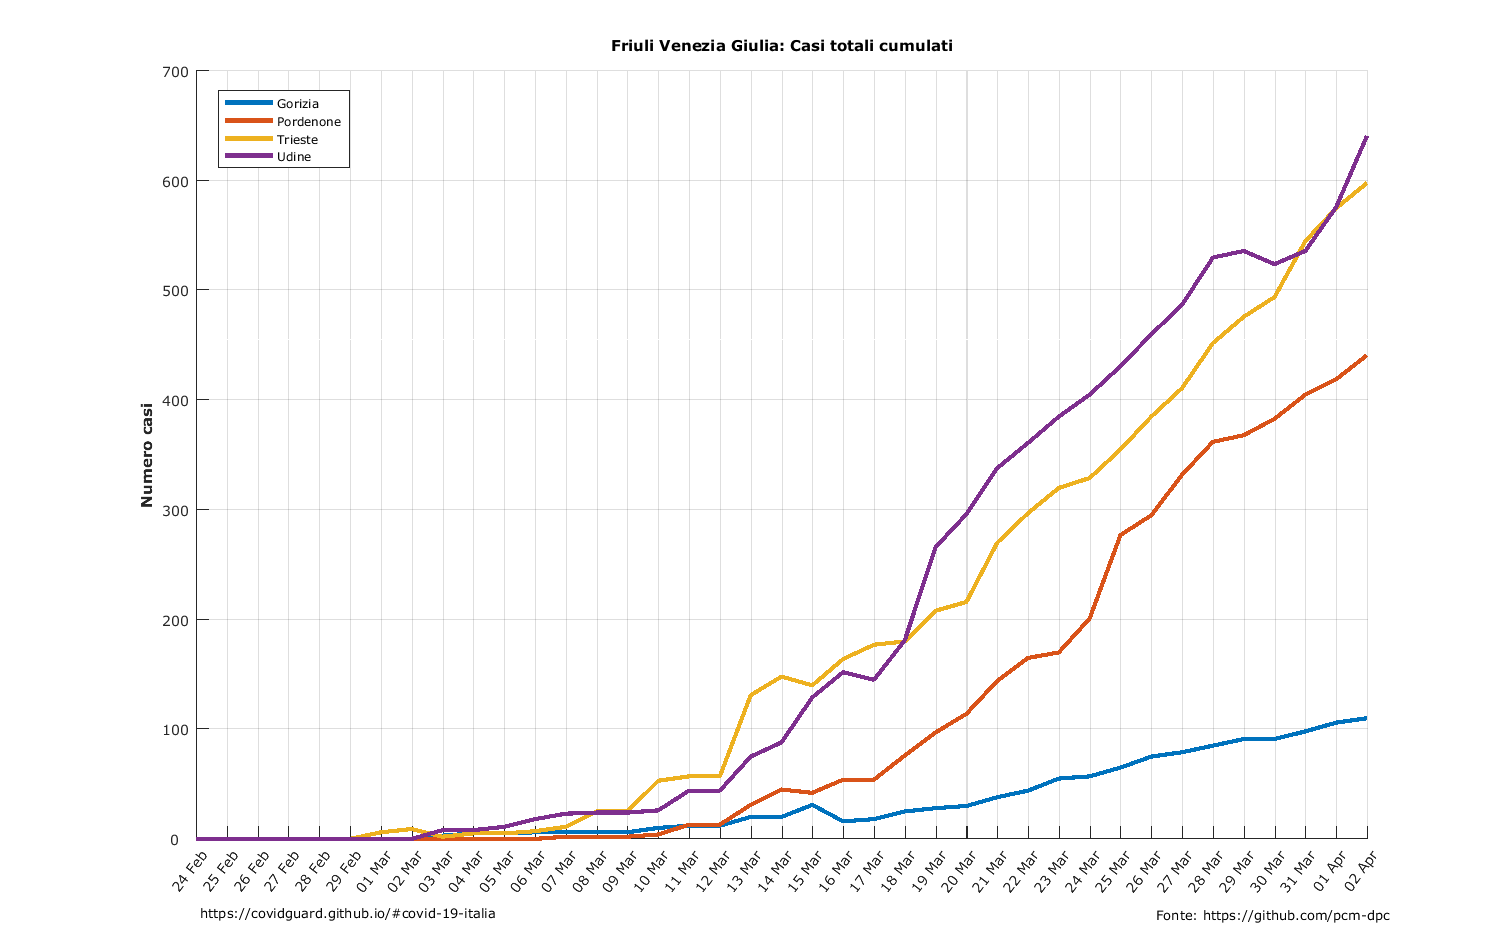 Friuli Venezia Giulia: Casi totali cumulati
700
600
500
400
300
200
100
0
Numero casi
Gorizia
Pordenone
Trieste
Udine
24 Feb
25 Feb
26 Feb
27 Feb
28 Feb
29 Feb
01 Mar
02 Mar
03 Mar
04 Mar
05 Mar
06 Mar
07 Mar
08 Mar
09 Mar
10 Mar
11 Mar
12 Mar
13 Mar
14 Mar
15 Mar
16 Mar
17 Mar
18 Mar
19 Mar
20 Mar
21 Mar
22 Mar
23 Mar
24 Mar
25 Mar
26 Mar
27 Mar
28 Mar
29 Mar
30 Mar
31 Mar
01 Apr
02 Apr
https://covidguard.github.io/#covid-19-italia
Fonte: https://github.com/pcm-dpc